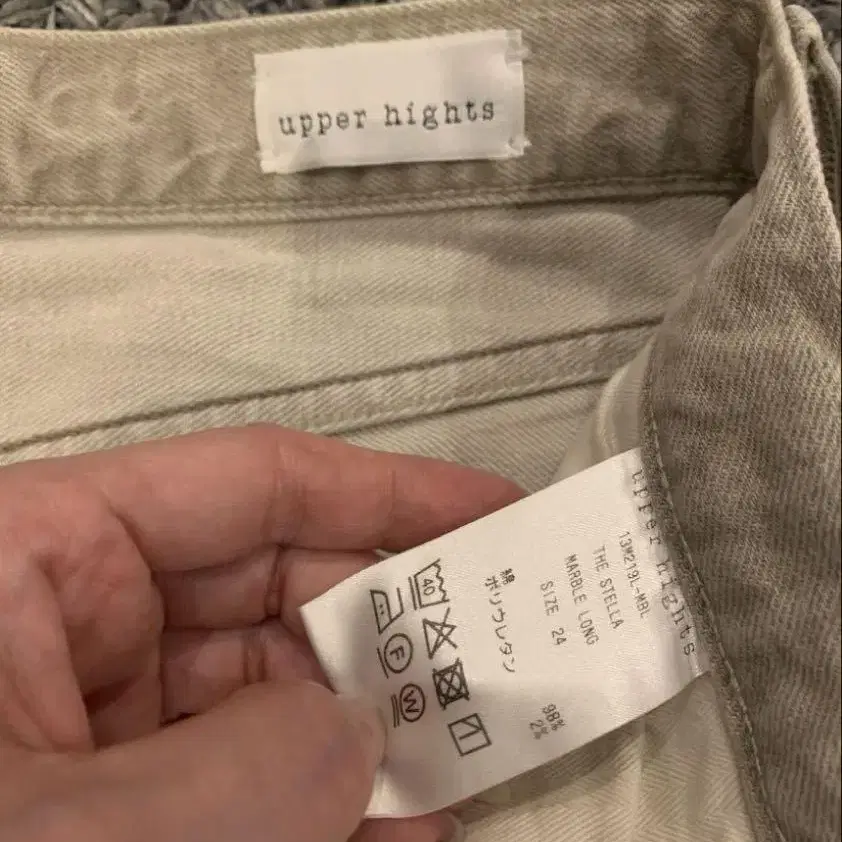 upper hights
upper hights
13M219L-MBL
THE STELLA
MARBLE LONG
SIZE 24
綿 98%
ポリウレタン 2%
40
F
W